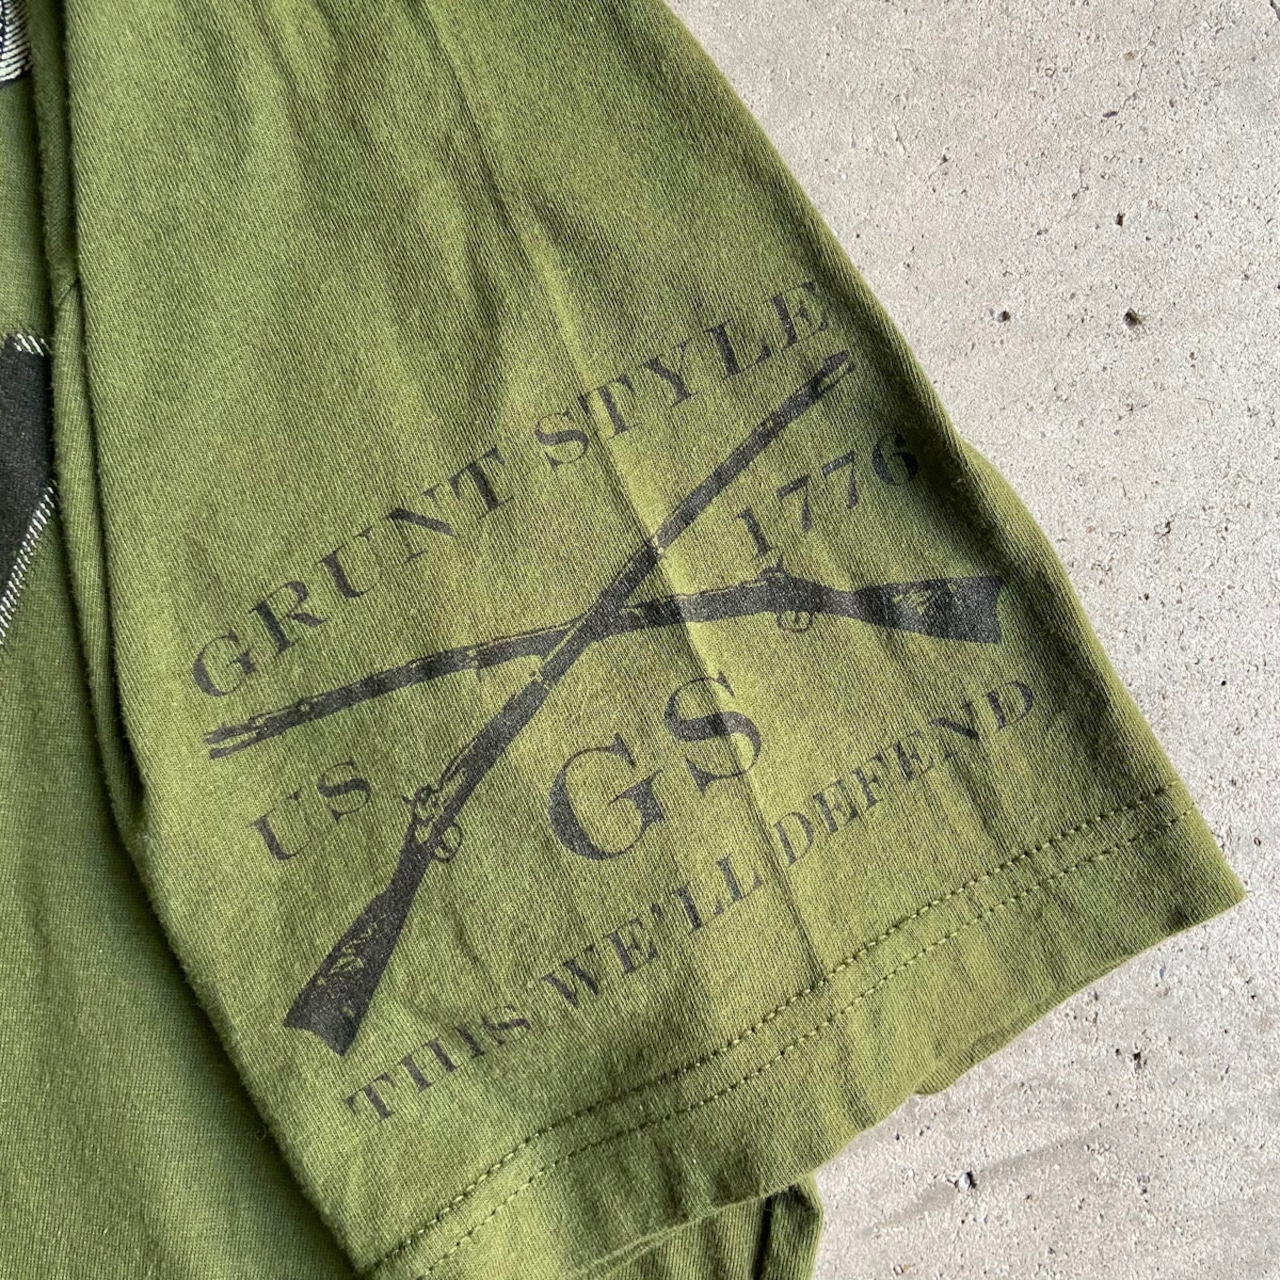 GRUNT STYLE
1776
US
GS
THIS WE'LL DEFEND